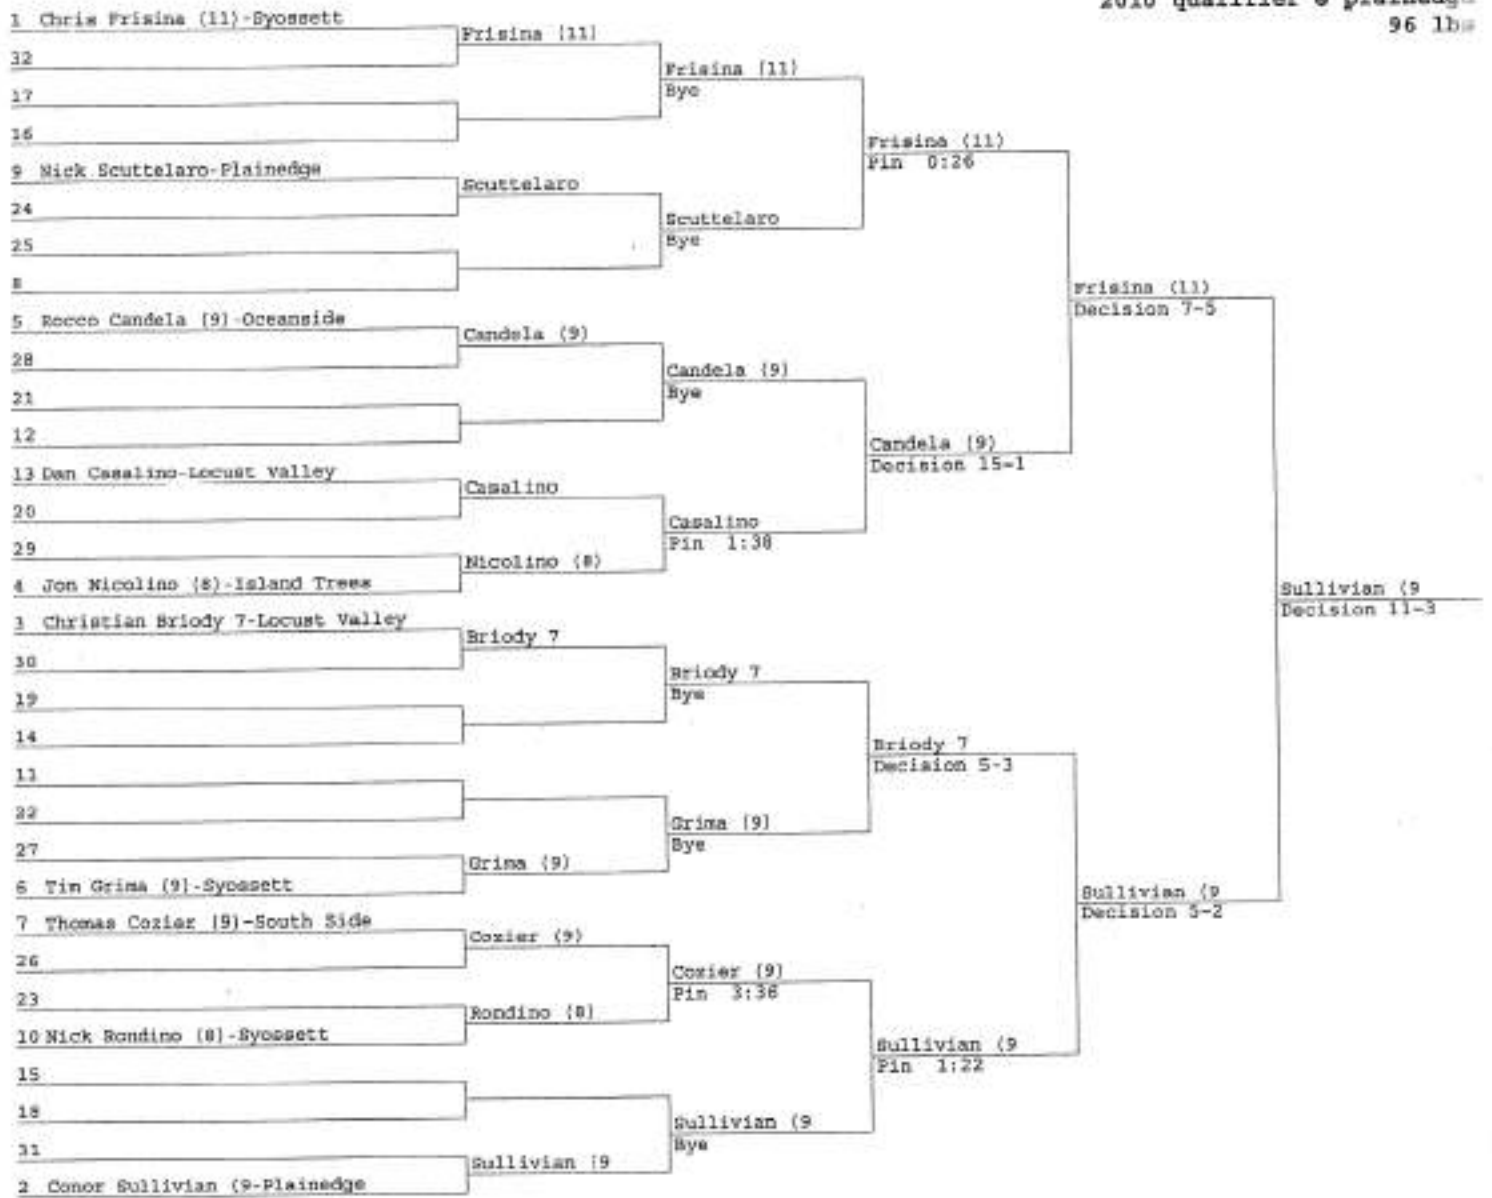 2010 qualifier @ plainedge
96 lbs
1 Chris Frisina (11)-Syossett
Frisina (11)
32
Frisina (11)
Bye
17
16
Frisina (11)
Pin 0:26
9 Nick Scuttelaro-Plainedge
Scuttelaro
24
Scuttelaro
Bye
25
8
Frisina (11)
Decision 7-5
5 Rocco Candela (9)-Oceanside
Candela (9)
28
Candela (9)
Bye
21
12
Candela (9)
Decision 15-1
13 Dan Casalino-Locust Valley
Casalino
20
Casalino
Pin 1:38
29
Nicolino (8)
4 Jon Nicolino (8)-Island Trees
Sullivian (9
Decision 11-3
3 Christian Briody 7-Locust Valley
Briody 7
30
Briody 7
Bye
19
14
Briody 7
Decision 5-3
11
22
Grima (9)
Bye
27
Grima (9)
6 Tim Grima (9)-Syossett
Sullivian (9
Decision 5-2
7 Thomas Cozier (9)-South Side
Cozier (9)
26
Cozier (9)
Pin 3:36
23
Rondino (8)
10 Nick Rondino (8)-Syossett
Sullivian (9
Pin 1:22
15
18
Sullivian (9
Bye
31
Sullivian (9
2 Conor Sullivian (9-Plainedge